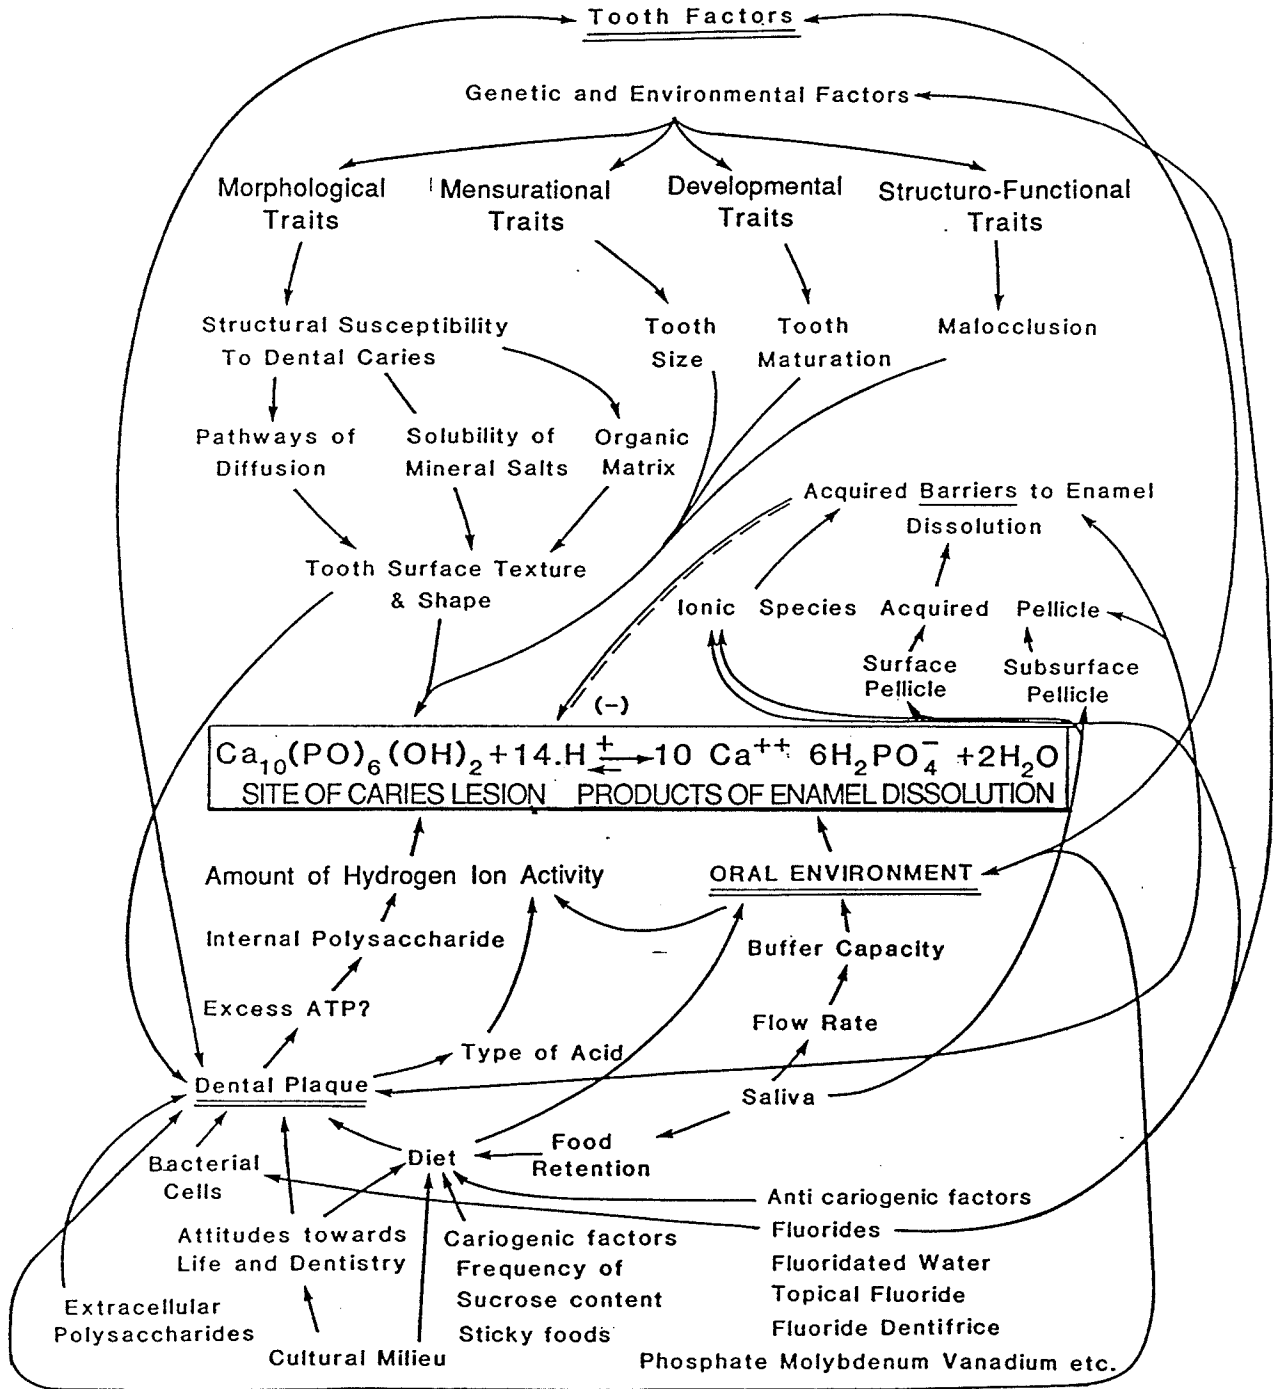 Tooth Factors
Genetic and Environmental Factors
Morphological
Traits
Mensurational
Traits
Developmental
Traits
Structuro-Functional
Traits
Structural Susceptibility
To Dental Caries
Tooth
Size
Tooth
Maturation
Malocclusion
Pathways of
Diffusion
Solubility of
Mineral Salts
Organic
Matrix
Acquired Barriers to Enamel
Dissolution
Tooth Surface Texture
& Shape
Ionic Species
Acquired Pellicle
Surface
Pellicle
Subsurface
Pellicle
(-)
Ca10(PO)6(OH)2 + 14.H+ ⇌ 10 Ca++ 6H2PO4− +2H2O
SITE OF CARIES LESION PRODUCTS OF ENAMEL DISSOLUTION
Amount of Hydrogen Ion Activity
ORAL ENVIRONMENT
Internal Polysaccharide
Buffer Capacity
Excess ATP?
Flow Rate
Type of Acid
Dental Plaque
Saliva
Food
Retention
Diet
Bacterial
Cells
Anti cariogenic factors
Fluorides
Fluoridated Water
Topical Fluoride
Fluoride Dentifrice
Phosphate Molybdenum Vanadium etc.
Attitudes towards
Life and Dentistry
Cariogenic factors
Frequency of
Sucrose content
Sticky foods
Extracellular
Polysaccharides
Cultural Milieu